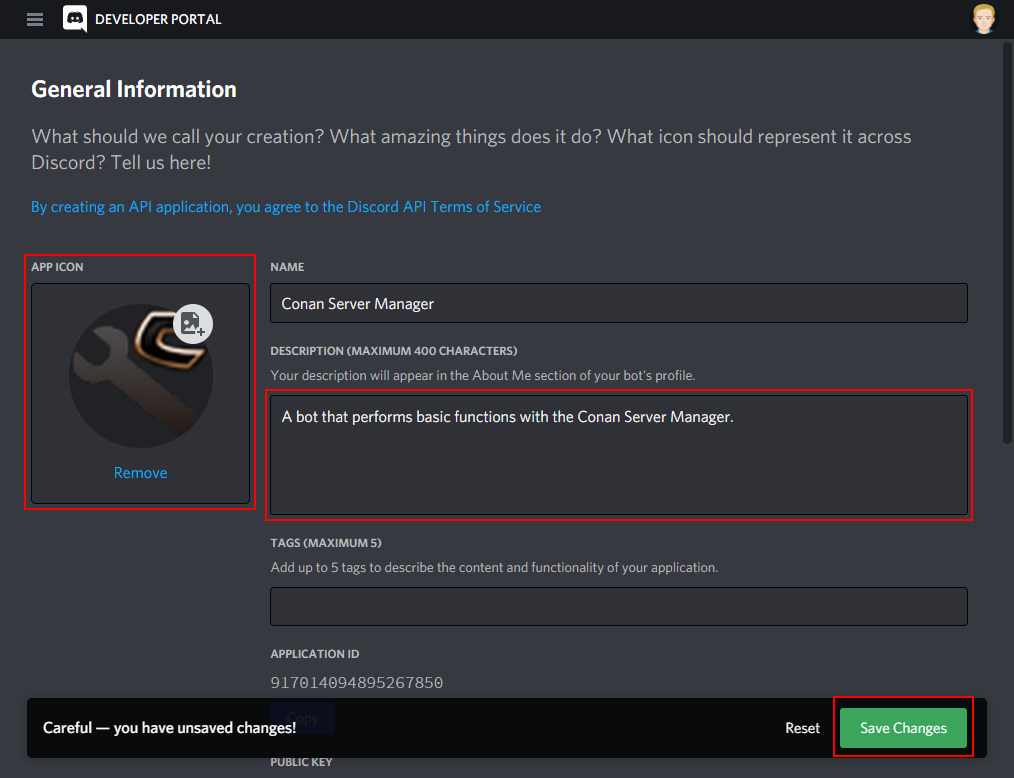 DEVELOPER PORTAL
General Information
What should we call your creation? What amazing things does it do? What icon should represent it across
Discord? Tell us here!
By creating an API application, you agree to the Discord API Terms of Service
APP ICON
Remove
NAME
Conan Server Manager
DESCRIPTION (MAXIMUM 400 CHARACTERS)
Your description will appear in the About Me section of your bot's profile.
A bot that performs basic functions with the Conan Server Manager.
TAGS (MAXIMUM 5)
Add up to 5 tags to describe the content and functionality of your application.
APPLICATION ID
917014094895267850
Copy
Careful — you have unsaved changes!
Reset
Save Changes
PUBLIC KEY